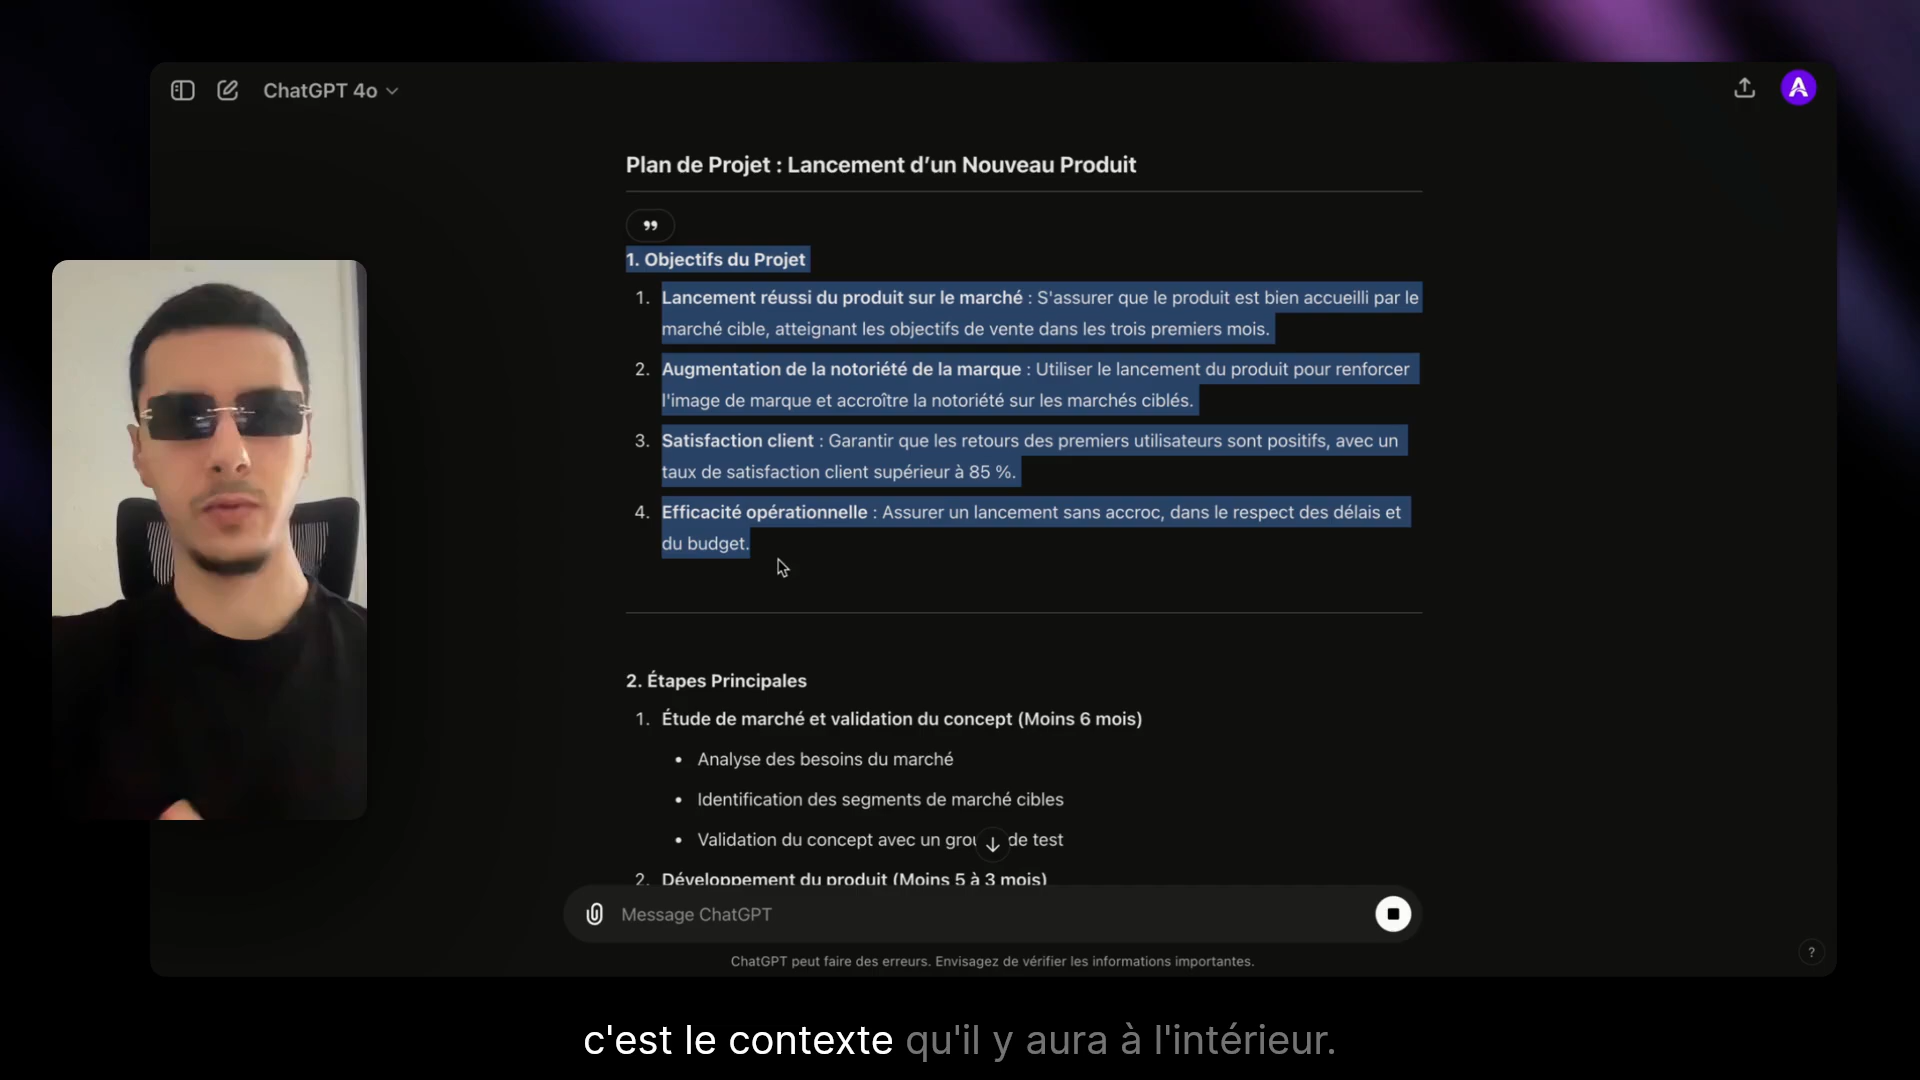 ChatGPT 4o
A
Plan de Projet : Lancement d’un Nouveau Produit
1. Objectifs du Projet
1. Lancement réussi du produit sur le marché : S'assurer que le produit est bien accueilli par le
marché cible, atteignant les objectifs de vente dans les trois premiers mois.
2. Augmentation de la notoriété de la marque : Utiliser le lancement du produit pour renforcer
l'image de marque et accroître la notoriété sur les marchés ciblés.
3. Satisfaction client : Garantir que les retours des premiers utilisateurs sont positifs, avec un
taux de satisfaction client supérieur à 85 %.
4. Efficacité opérationnelle : Assurer un lancement sans accroc, dans le respect des délais et
du budget.
2. Étapes Principales
1. Étude de marché et validation du concept (Moins 6 mois)
• Analyse des besoins du marché
• Identification des segments de marché cibles
• Validation du concept avec un de test
2. Développement du produit (Moins 5 à 3 mois)
Message ChatGPT
ChatGPT peut faire des erreurs. Envisagez de vérifier les informations importantes.
?
c'est le contexte qu'il y aura à l'intérieur.